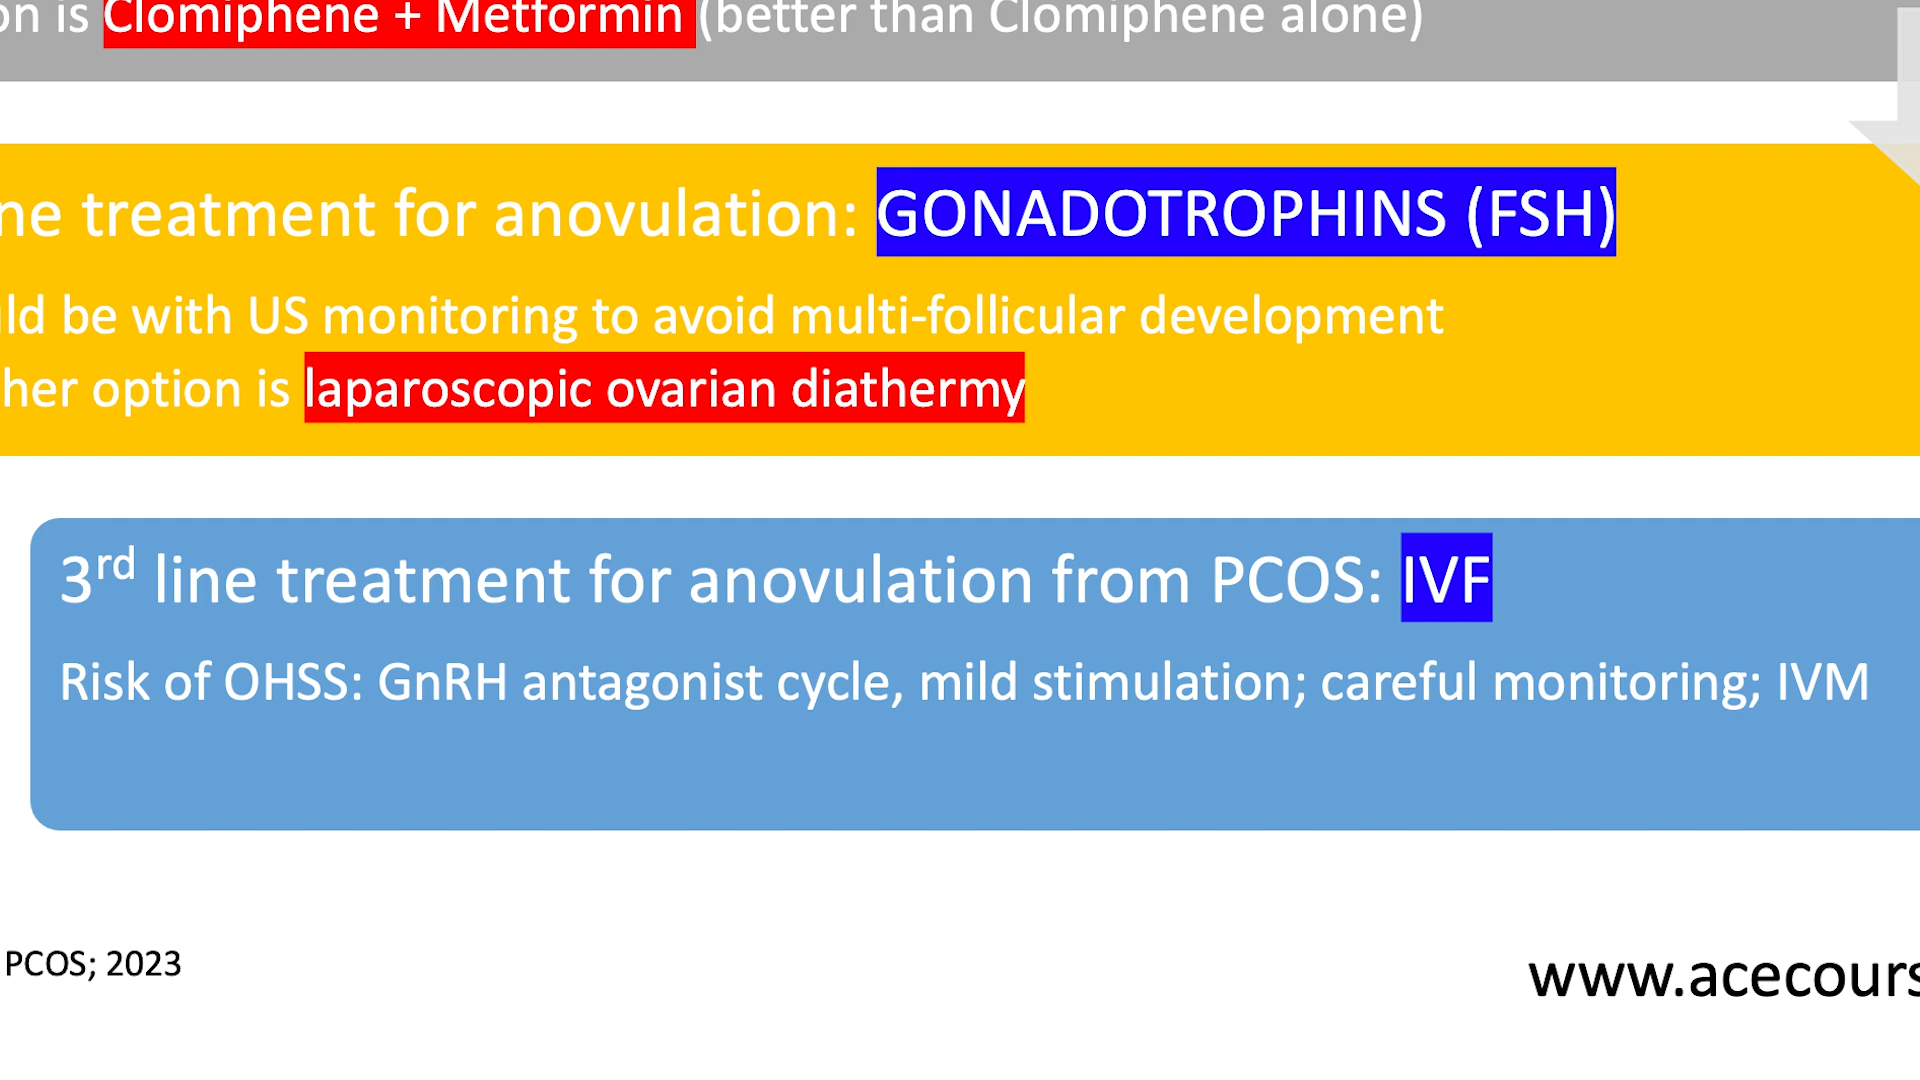 on is Clomiphene + Metformin (better than Clomiphene alone)
ne treatment for anovulation: GONADOTROPHINS (FSH)
ld be with US monitoring to avoid multi-follicular development
her option is laparoscopic ovarian diathermy
3rd line treatment for anovulation from PCOS: IVF
Risk of OHSS: GnRH antagonist cycle, mild stimulation; careful monitoring; IVM
PCOS; 2023
www.acecours